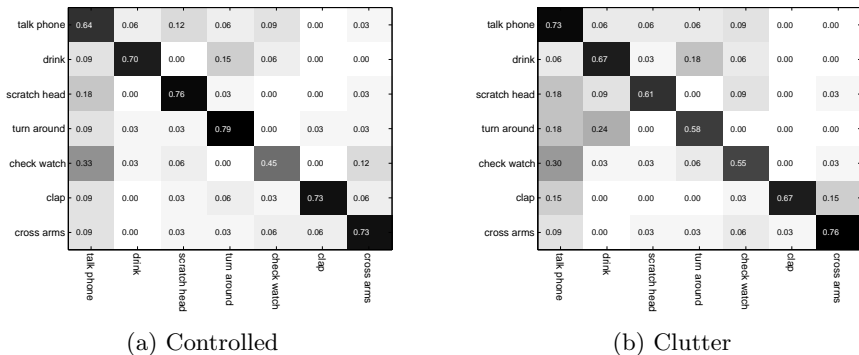 talk phone 0.64 0.06 0.12 0.06 0.09 0.00 0.03
drink 0.09 0.70 0.00 0.15 0.06 0.00 0.00
scratch head 0.18 0.00 0.76 0.03 0.00 0.00 0.03
turn around 0.09 0.03 0.03 0.79 0.00 0.03 0.03
check watch 0.33 0.03 0.06 0.00 0.45 0.00 0.12
clap 0.09 0.00 0.03 0.06 0.03 0.73 0.06
cross arms 0.09 0.00 0.03 0.03 0.06 0.06 0.73
talk phone drink scratch head turn around check watch clap cross arms
(a) Controlled
talk phone 0.73 0.06 0.06 0.06 0.09 0.00 0.00
drink 0.06 0.67 0.03 0.18 0.06 0.00 0.00
scratch head 0.18 0.09 0.61 0.00 0.09 0.00 0.03
turn around 0.18 0.24 0.00 0.58 0.00 0.00 0.00
check watch 0.30 0.03 0.03 0.06 0.55 0.00 0.03
clap 0.15 0.00 0.00 0.00 0.03 0.67 0.15
cross arms 0.09 0.00 0.03 0.03 0.09 0.00 0.76
talk phone drink scratch head turn around check watch clap cross arms
(b) Clutter